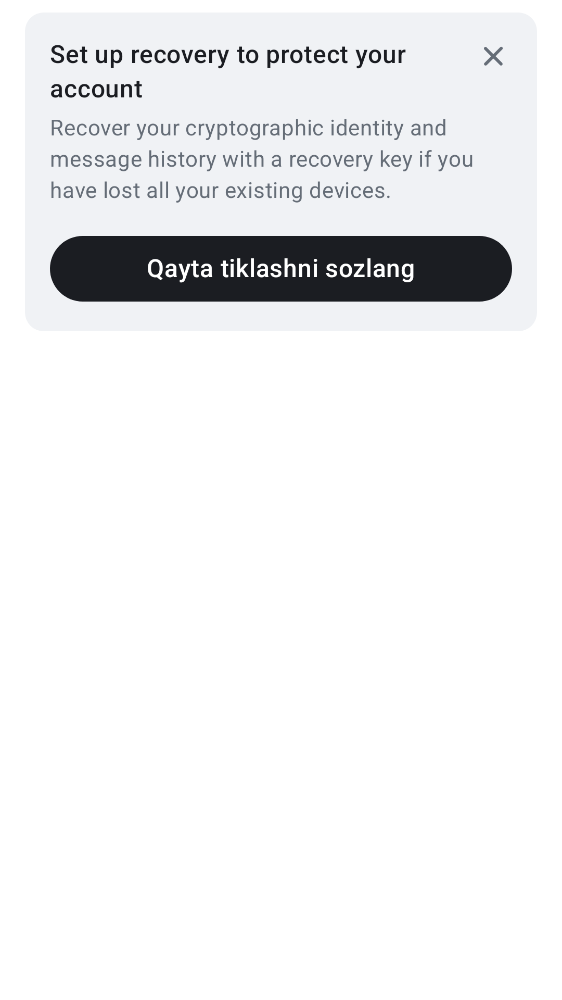 Set up recovery to protect your
account
Recover your cryptographic identity and
message history with a recovery key if you
have lost all your existing devices.
Qayta tiklashni sozlang